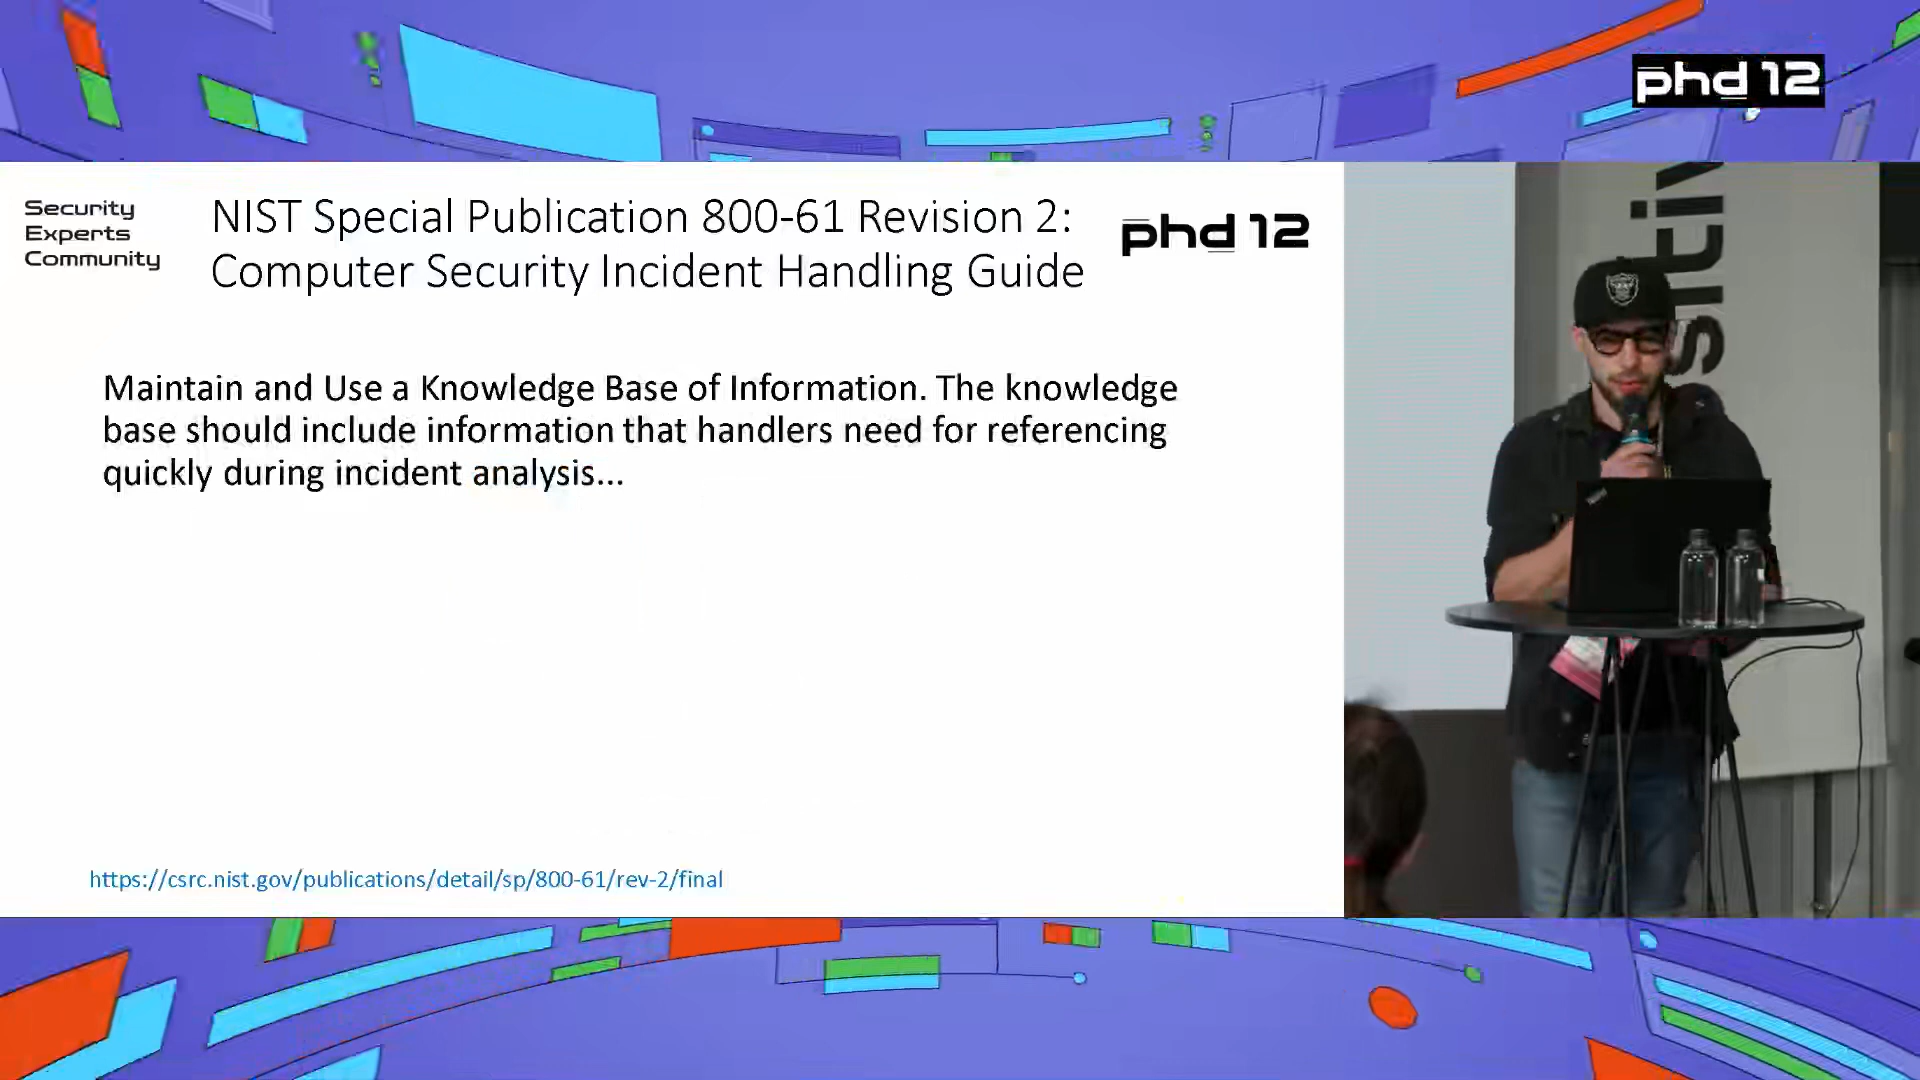 phd 12
Security
Experts
Community
NIST Special Publication 800-61 Revision 2:
Computer Security Incident Handling Guide
phd 12
Maintain and Use a Knowledge Base of Information. The knowledge
base should include information that handlers need for referencing
quickly during incident analysis...
https://csrc.nist.gov/publications/detail/sp/800-61/rev-2/final
sitiv